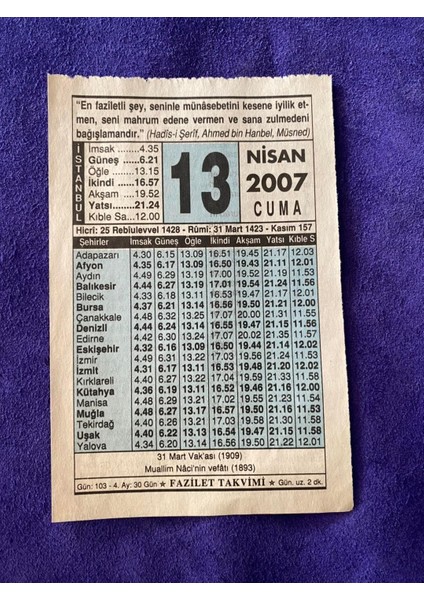 "En faziletli şey, seninle münâsebetini kesene iyilik et-
men, seni mahrum edene vermen ve sana zulmedeni
bağışlamandır." (Hadîs-i Şerîf, Ahmed bin Hanbel, Müsned)
İSTANBUL
İmsak ....4.35
Güneş ......6.21
Öğle .....13.15
İkindi .....16.57
Akşam ..19.52
Yatsı........21.24
Kıble Sa...12.00
13
NİSAN
2007
CUMA
Hicri: 25 Rebiulevvel 1428 - Rûmi: 31 Mart 1423 - Kasım 157
Şehirler İmsak Güneş Öğle İkindi Akşam Yatsı Kıble S
Adapazarı 4.30 6.15 13.09 16.51 19.45 21.17 12.03
Afyon 4.35 6.17 13.09 16.50 19.43 21.11 12.01
Aydın 4.49 6.29 13.19 17.00 19.52 21.19 11.53
Balıkesir 4.44 6.27 13.19 17.01 19.54 21.24 11.56
Bilecik 4.33 6.18 13.11 16.53 19.47 21.17
Bursa 4.37 6.21 13.14 16.56 19.50 21.21 12.00
Çanakkale 4.48 6.32 13.25 17.07 20.00 21.31 11.55
Denizli 4.44 6.24 13.14 16.55 19.47 21.15 11.56
Edirne 4.42 6.30 13.24 17.07 20.02 21.35 11.57
Eskişehir 4.32 6.16 13.09 16.50 19.44 21.14 12.02
İzmir 4.49 6.31 13.22 17.03 19.56 21.24 11.53
İzmit 4.31 6.17 13.11 16.53 19.48 21.20 12.02
Kırklareli 4.40 6.27 13.22 17.04 19.59 21.33 11.58
Kütahya 4.36 6.19 13.11 16.52 19.46 21.16 12.00
Manisa 4.48 6.29 13.21 17.02 19.55 21.23 11.54
Muğla 4.48 6.27 13.17 16.57 19.50 21.16 11.53
Tekirdağ 4.40 6.26 13.21 17.03 19.58 21.30 11.58
Uşak 4.40 6.22 13.13 16.54 19.47 21.15 11.58
Yalova 4.34 6.20 13.14 16.56 19.50 21.22 12.01
31 Mart Vak'ası (1909)
Muallim Nâci'nin vefâtı (1893)
Gün: 103 - 4. Ay: 30 Gün ★ FAZİLET TAKVİMİ ★ Gün. uz. 2 dk.